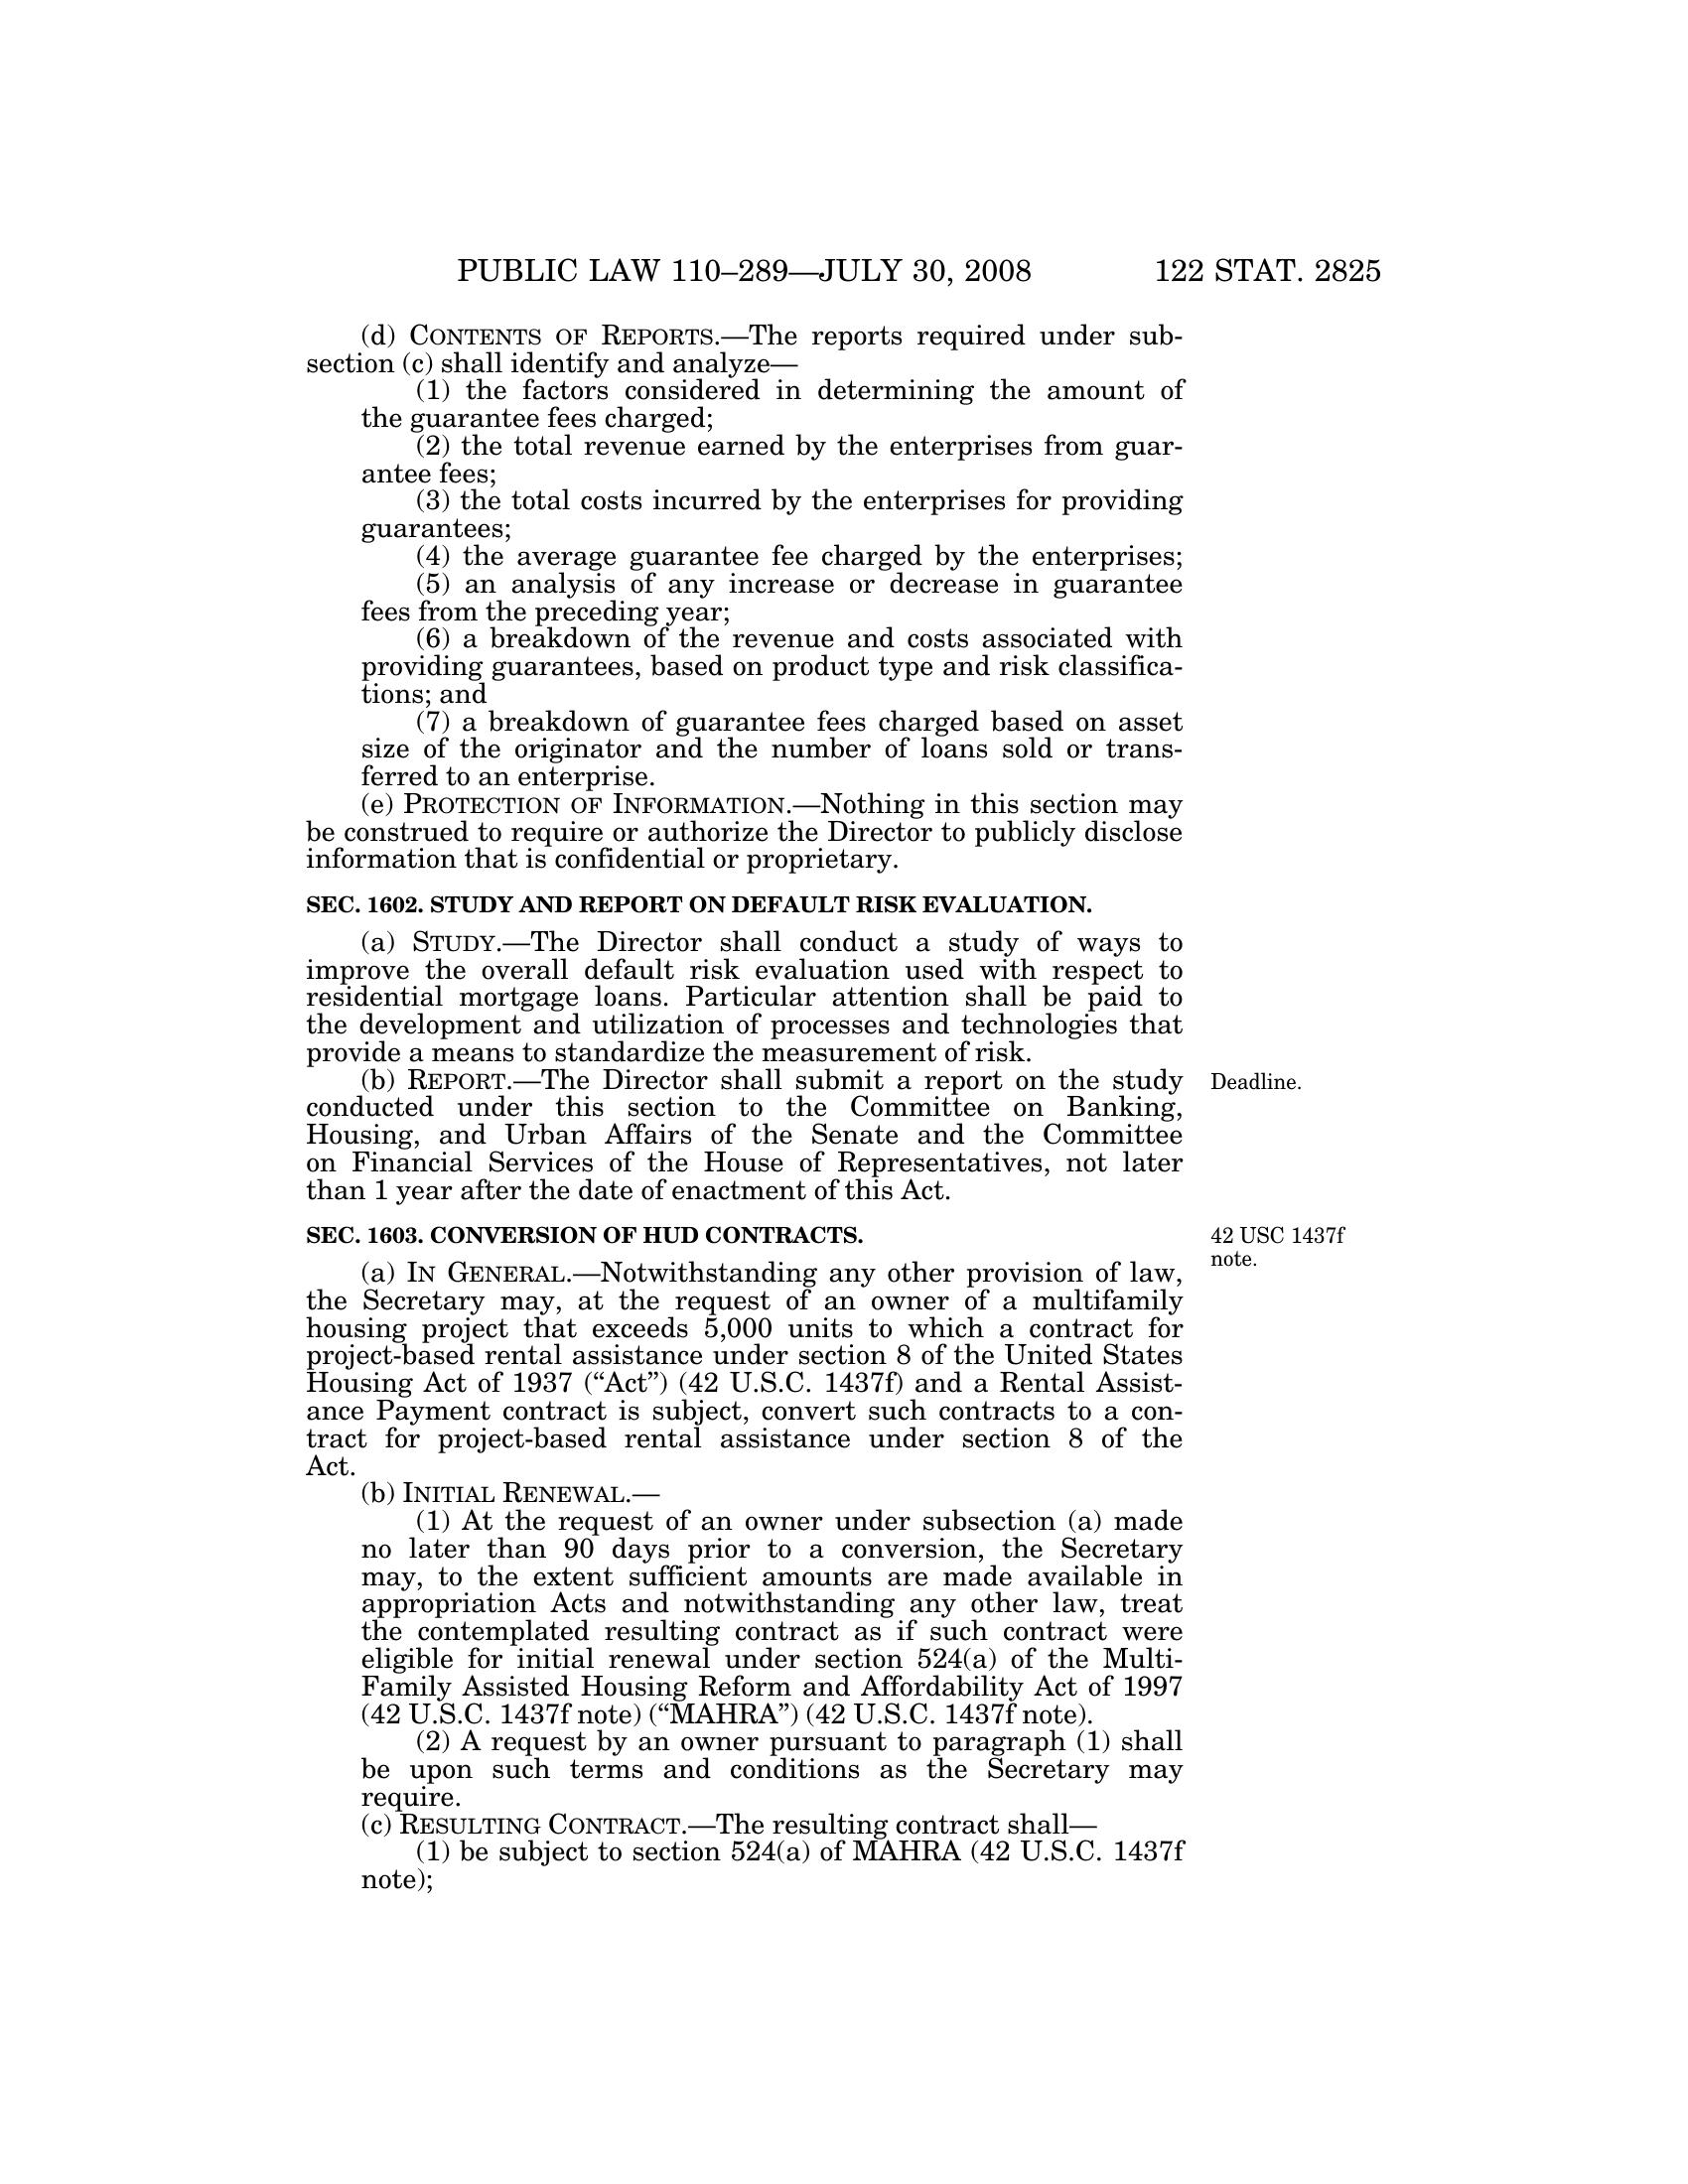 PUBLIC LAW 110–289—JULY 30, 2008 122 STAT. 2825
(d) CONTENTS OF REPORTS.—The reports required under sub-
section (c) shall identify and analyze—
(1) the factors considered in determining the amount of
the guarantee fees charged;
(2) the total revenue earned by the enterprises from guar-
antee fees;
(3) the total costs incurred by the enterprises for providing
guarantees;
(4) the average guarantee fee charged by the enterprises;
(5) an analysis of any increase or decrease in guarantee
fees from the preceding year;
(6) a breakdown of the revenue and costs associated with
providing guarantees, based on product type and risk classifica-
tions; and
(7) a breakdown of guarantee fees charged based on asset
size of the originator and the number of loans sold or trans-
ferred to an enterprise.
(e) PROTECTION OF INFORMATION.—Nothing in this section may
be construed to require or authorize the Director to publicly disclose
information that is confidential or proprietary.
SEC. 1602. STUDY AND REPORT ON DEFAULT RISK EVALUATION.
(a) STUDY.—The Director shall conduct a study of ways to
improve the overall default risk evaluation used with respect to
residential mortgage loans. Particular attention shall be paid to
the development and utilization of processes and technologies that
provide a means to standardize the measurement of risk.
(b) REPORT.—The Director shall submit a report on the study
conducted under this section to the Committee on Banking,
Housing, and Urban Affairs of the Senate and the Committee
on Financial Services of the House of Representatives, not later
than 1 year after the date of enactment of this Act.
Deadline.
SEC. 1603. CONVERSION OF HUD CONTRACTS.
42 USC 1437f
note.
(a) IN GENERAL.—Notwithstanding any other provision of law,
the Secretary may, at the request of an owner of a multifamily
housing project that exceeds 5,000 units to which a contract for
project-based rental assistance under section 8 of the United States
Housing Act of 1937 (“Act”) (42 U.S.C. 1437f) and a Rental Assist-
ance Payment contract is subject, convert such contracts to a con-
tract for project-based rental assistance under section 8 of the
Act.
(b) INITIAL RENEWAL.—
(1) At the request of an owner under subsection (a) made
no later than 90 days prior to a conversion, the Secretary
may, to the extent sufficient amounts are made available in
appropriation Acts and notwithstanding any other law, treat
the contemplated resulting contract as if such contract were
eligible for initial renewal under section 524(a) of the Multi-
Family Assisted Housing Reform and Affordability Act of 1997
(42 U.S.C. 1437f note) (“MAHRA”) (42 U.S.C. 1437f note).
(2) A request by an owner pursuant to paragraph (1) shall
be upon such terms and conditions as the Secretary may
require.
(c) RESULTING CONTRACT.—The resulting contract shall—
(1) be subject to section 524(a) of MAHRA (42 U.S.C. 1437f
note);